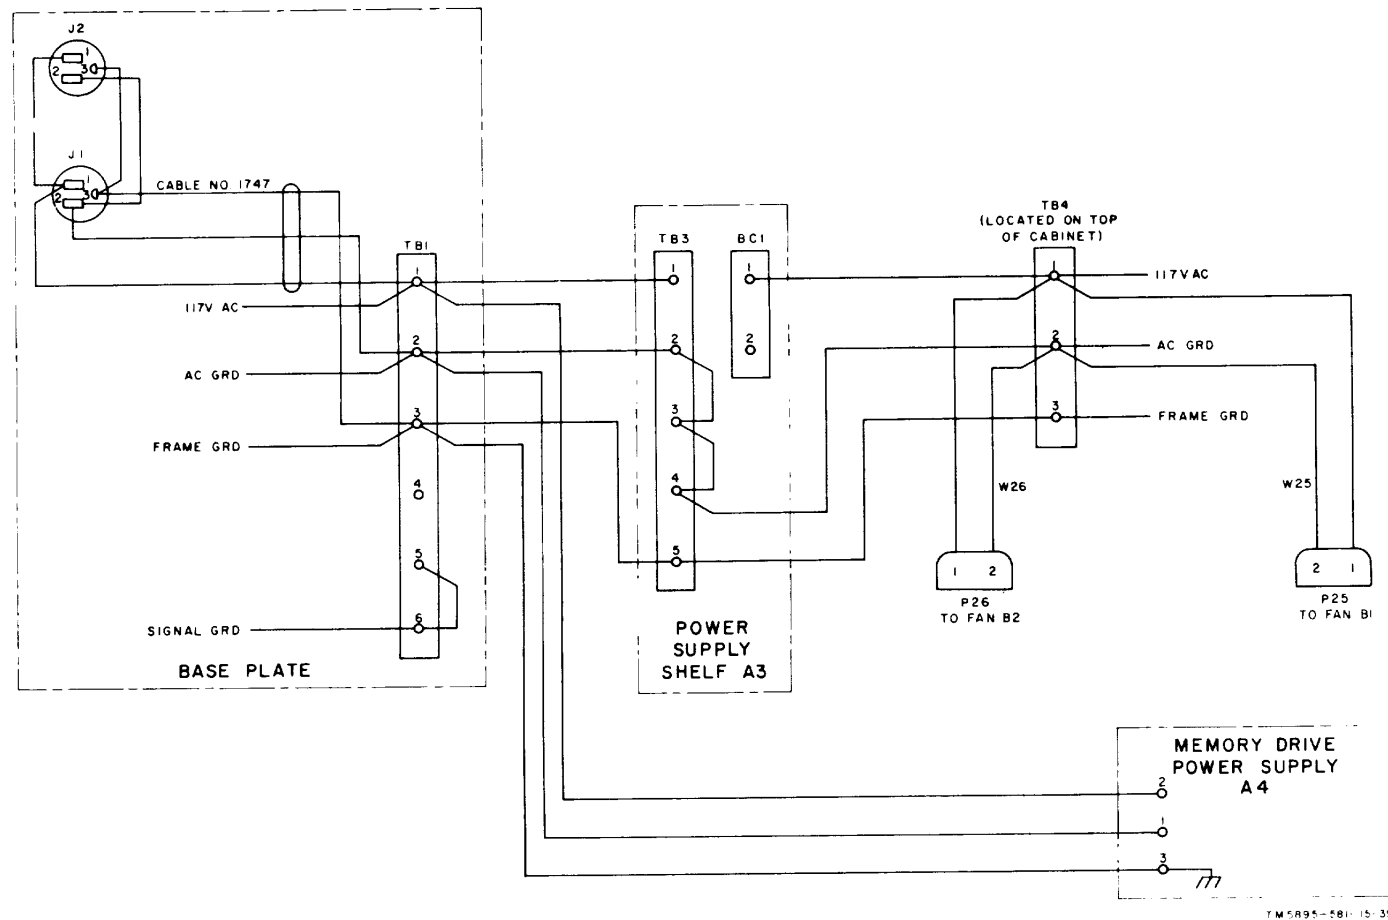 J2
1
2
3
J1
1
2
3
CABLE NO 1747
TB1
1
117V AC
2
AC GRD
3
FRAME GRD
4
5
6
SIGNAL GRD
BASE PLATE
TB3
1
2
3
4
5
BC1
1
2
POWER
SUPPLY
SHELF A3
TB4
(LOCATED ON TOP
OF CABINET)
1
117V AC
2
AC GRD
3
FRAME GRD
W26
W25
1 2
P26
TO FAN B2
2 1
P25
TO FAN B1
MEMORY DRIVE
POWER SUPPLY
A4
2
1
3